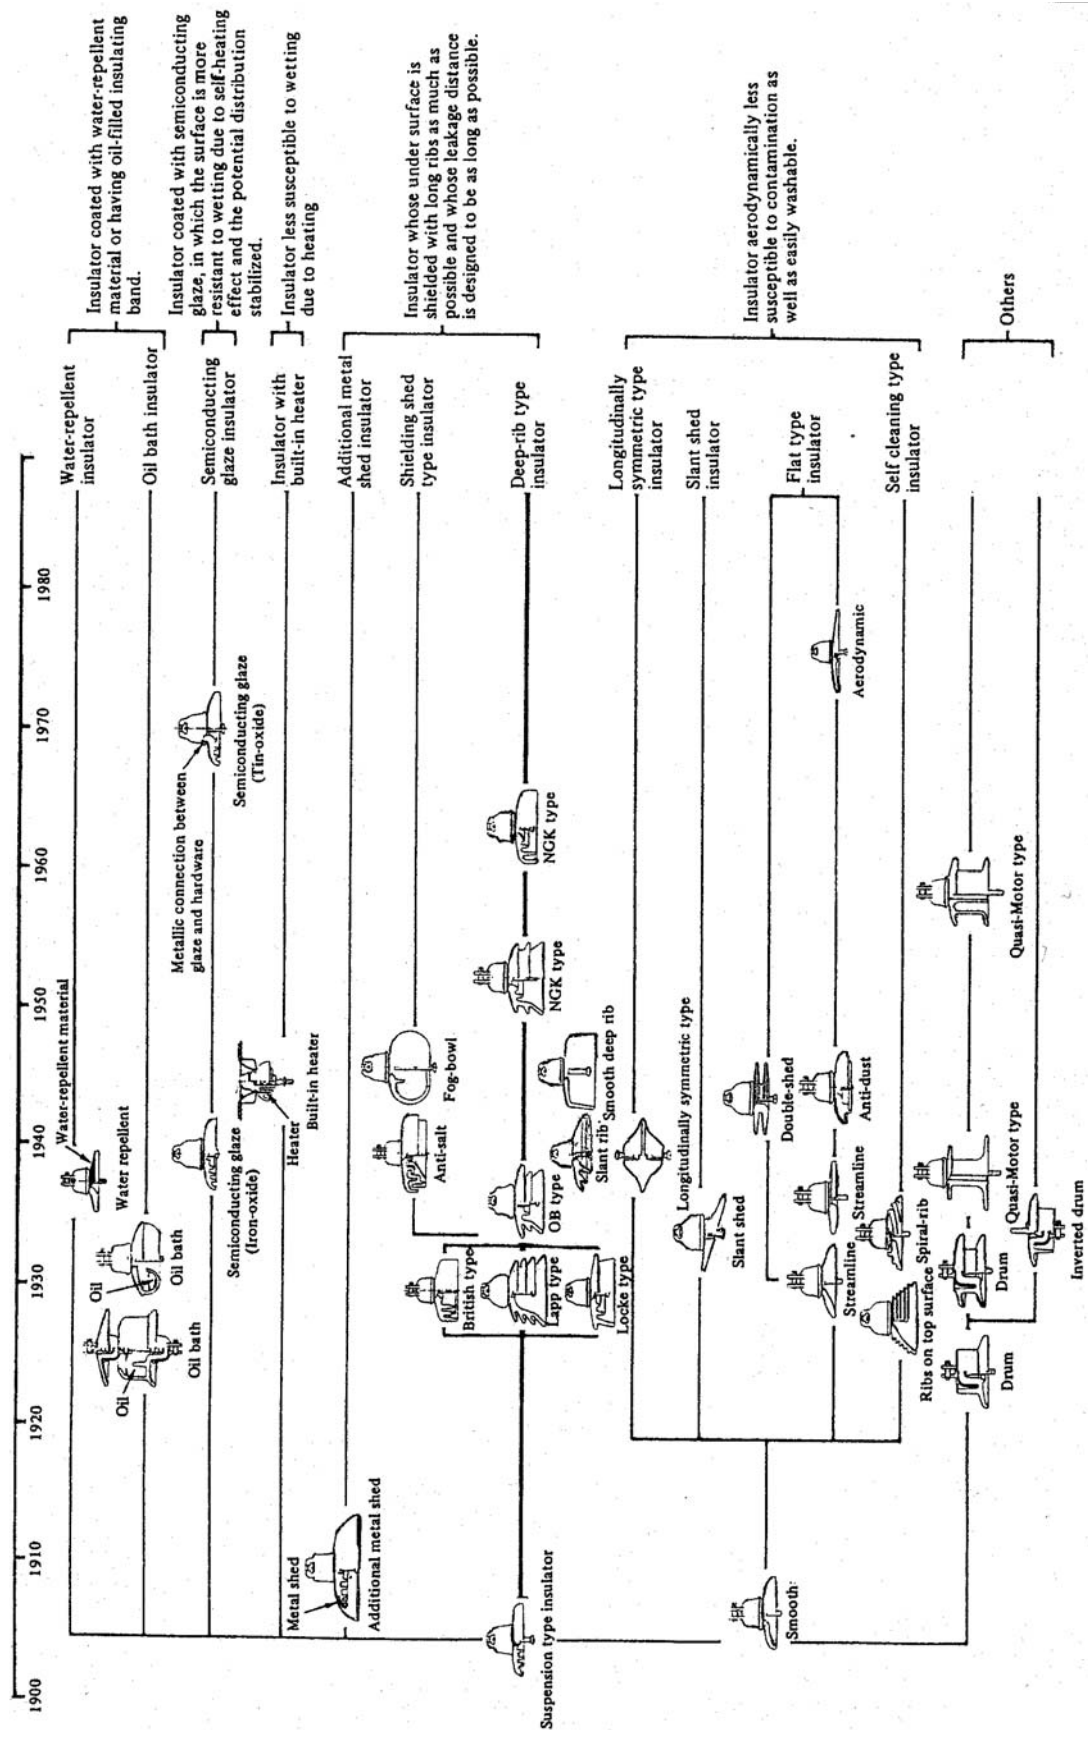 1900
1910
1920
1930
1940
1950
1960
1970
1980
Water-repellent material
Water repellent
Oil
Oil bath
Oil
Oil bath
Water-repellent
insulator
Oil bath insulator
Insulator coated with water-repellent
material or having oil-filled insulating
band.
Metallic connection between
glaze and hardware
Semiconducting glaze
(Iron-oxide)
Semiconducting glaze
(Tin-oxide)
Semiconducting
glaze insulator
Insulator coated with semiconducting
glaze, in which the surface is more
resistant to wetting due to self-heating
effect and the potential distribution
stabilized.
Heater
Built-in heater
Insulator with
built-in heater
Insulator less susceptible to wetting
due to heating
Metal shed
Additional metal shed
Additional metal
shed insulator
Anti-salt
Fog-bowl
Shielding shed
type insulator
Insulator whose under surface is
shielded with long ribs as much as
possible and whose leakage distance
is designed to be as long as possible.
Suspension type insulator
British type
Lapp type
Locke type
OB type
Slant rib
Smooth deep rib
NGK type
NGK type
Deep-rib type
insulator
Longitudinally symmetric type
Longitudinally
symmetric type
insulator
Slant shed
Slant shed
insulator
Insulator aerodynamically less
susceptible to contamination as
well as easily washable.
Smooth
Double-shed
Streamline
Streamline
Anti-dust
Aerodynamic
Flat type
insulator
Ribs on top surface
Spiral-rib
Self cleaning type
insulator
Drum
Drum
Quasi-Motor type
Quasi-Motor type
Inverted drum
Others